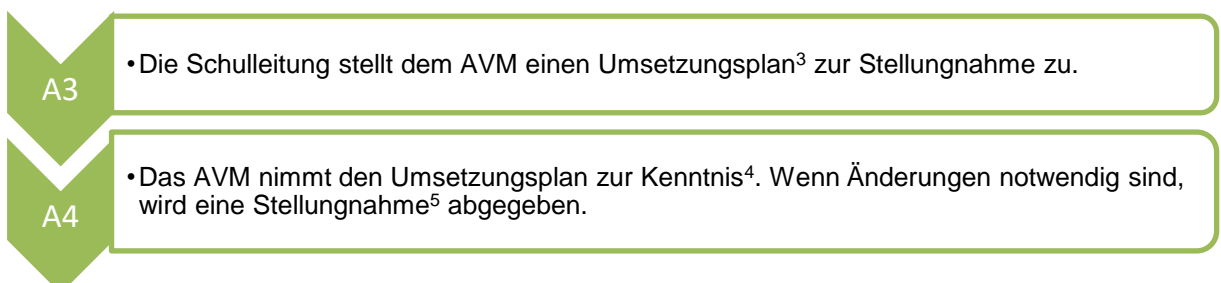 A3
•Die Schulleitung stellt dem AVM einen Umsetzungsplan³ zur Stellungnahme zu.
A4
•Das AVM nimmt den Umsetzungsplan zur Kenntnis⁴. Wenn Änderungen notwendig sind,
wird eine Stellungnahme⁵ abgegeben.